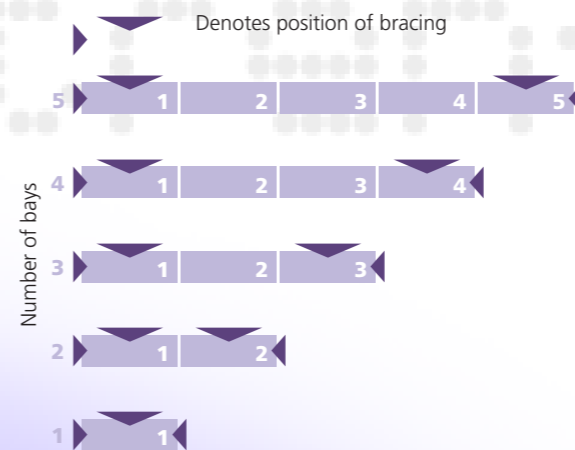 Denotes position of bracing
5 1 2 3 4 5
4 1 2 3 4
Number of bays
3 1 2 3
2 1 2
1 1